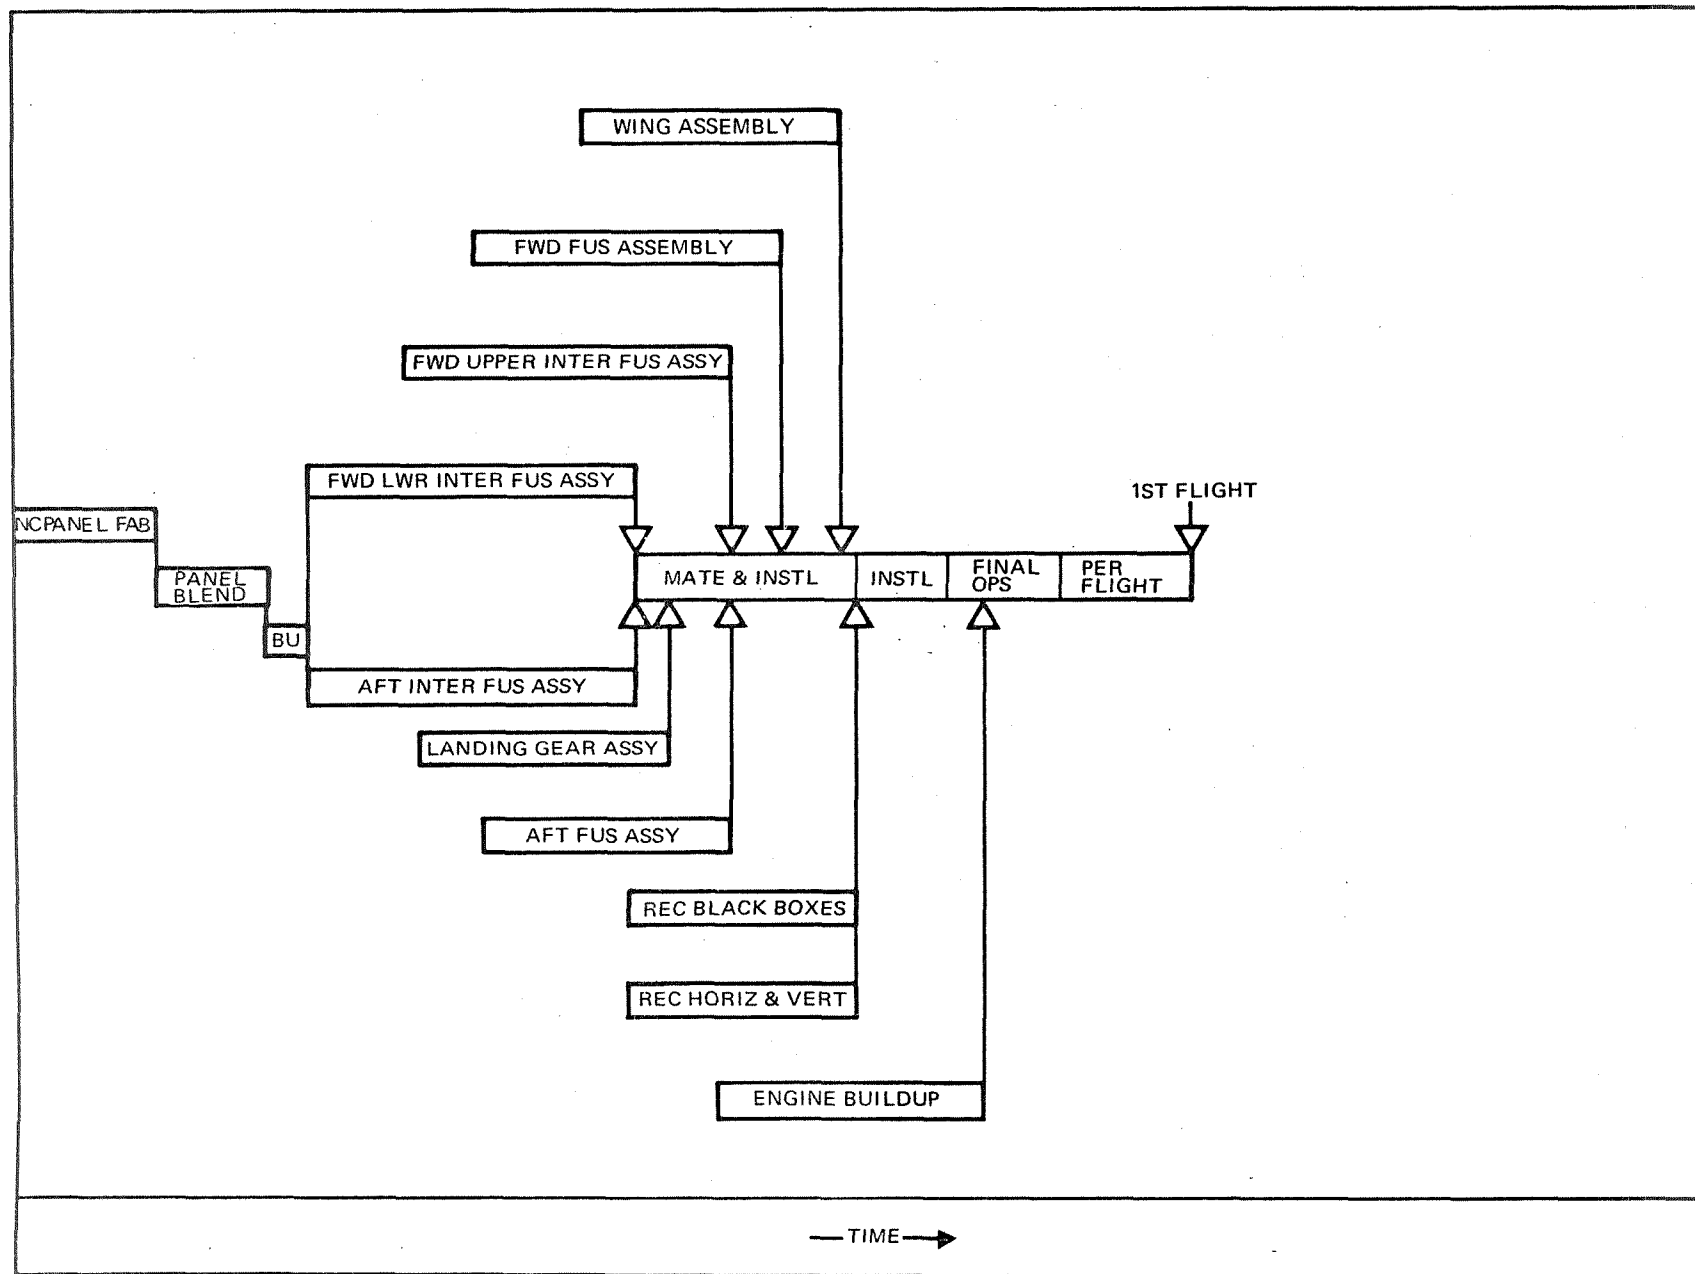 WING ASSEMBLY
FWD FUS ASSEMBLY
FWD UPPER INTER FUS ASSY
FWD LWR INTER FUS ASSY
1ST FLIGHT
NCPANEL FAB
PANEL
BLEND
MATE & INSTL
INSTL
FINAL
OPS
PER
FLIGHT
BU
AFT INTER FUS ASSY
LANDING GEAR ASSY
AFT FUS ASSY
REC BLACK BOXES
REC HORIZ & VERT
ENGINE BUILDUP
TIME